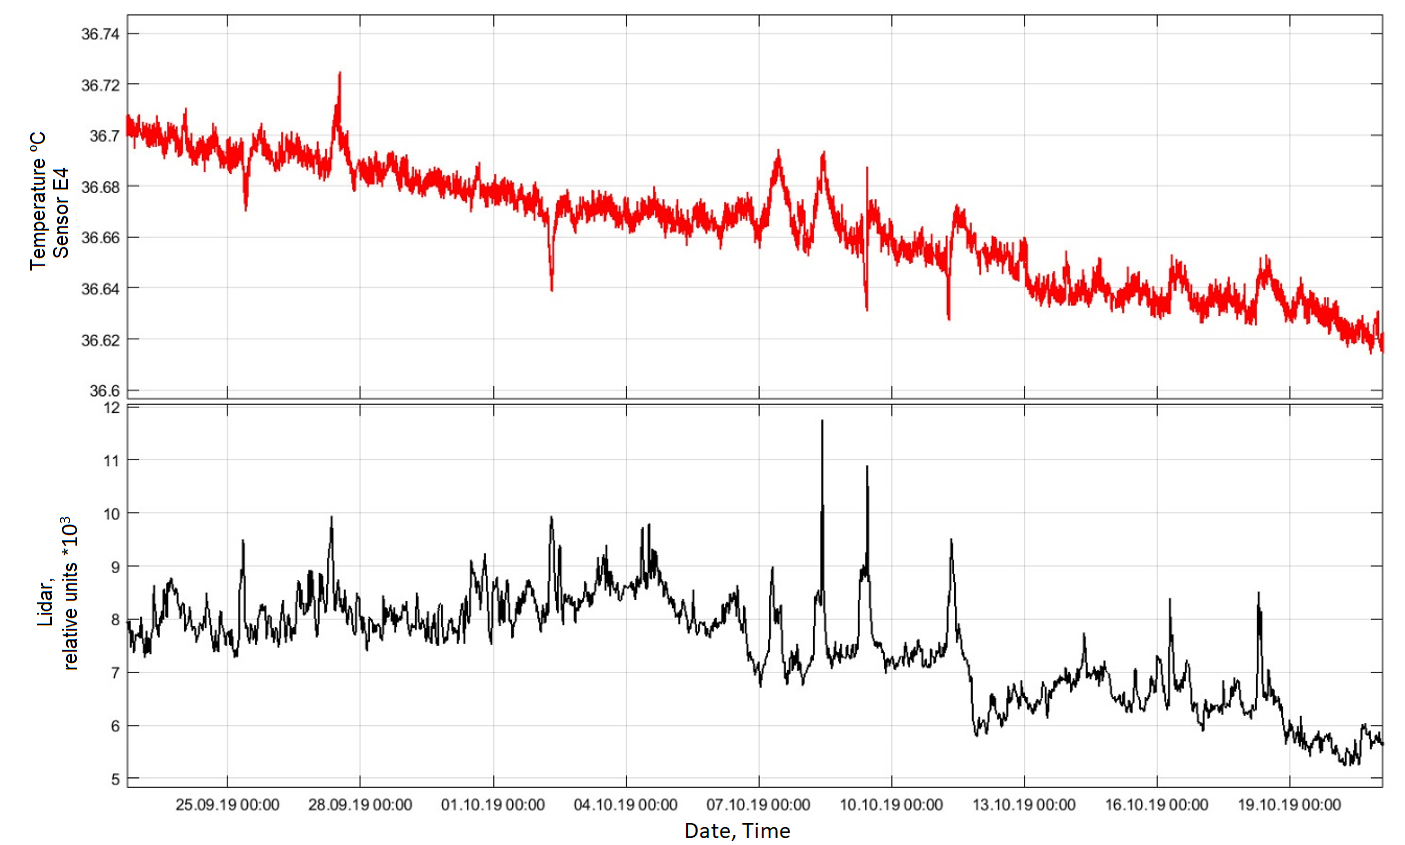 Temperature ºC
Sensor E4
36.74
36.72
36.7
36.68
36.66
36.64
36.62
36.6
Lidar,
relative units *10³
12
11
10
9
8
7
6
5
25.09.19 00:00 28.09.19 00:00 01.10.19 00:00 04.10.19 00:00 07.10.19 00:00 10.10.19 00:00 13.10.19 00:00 16.10.19 00:00 19.10.19 00:00
Date, Time